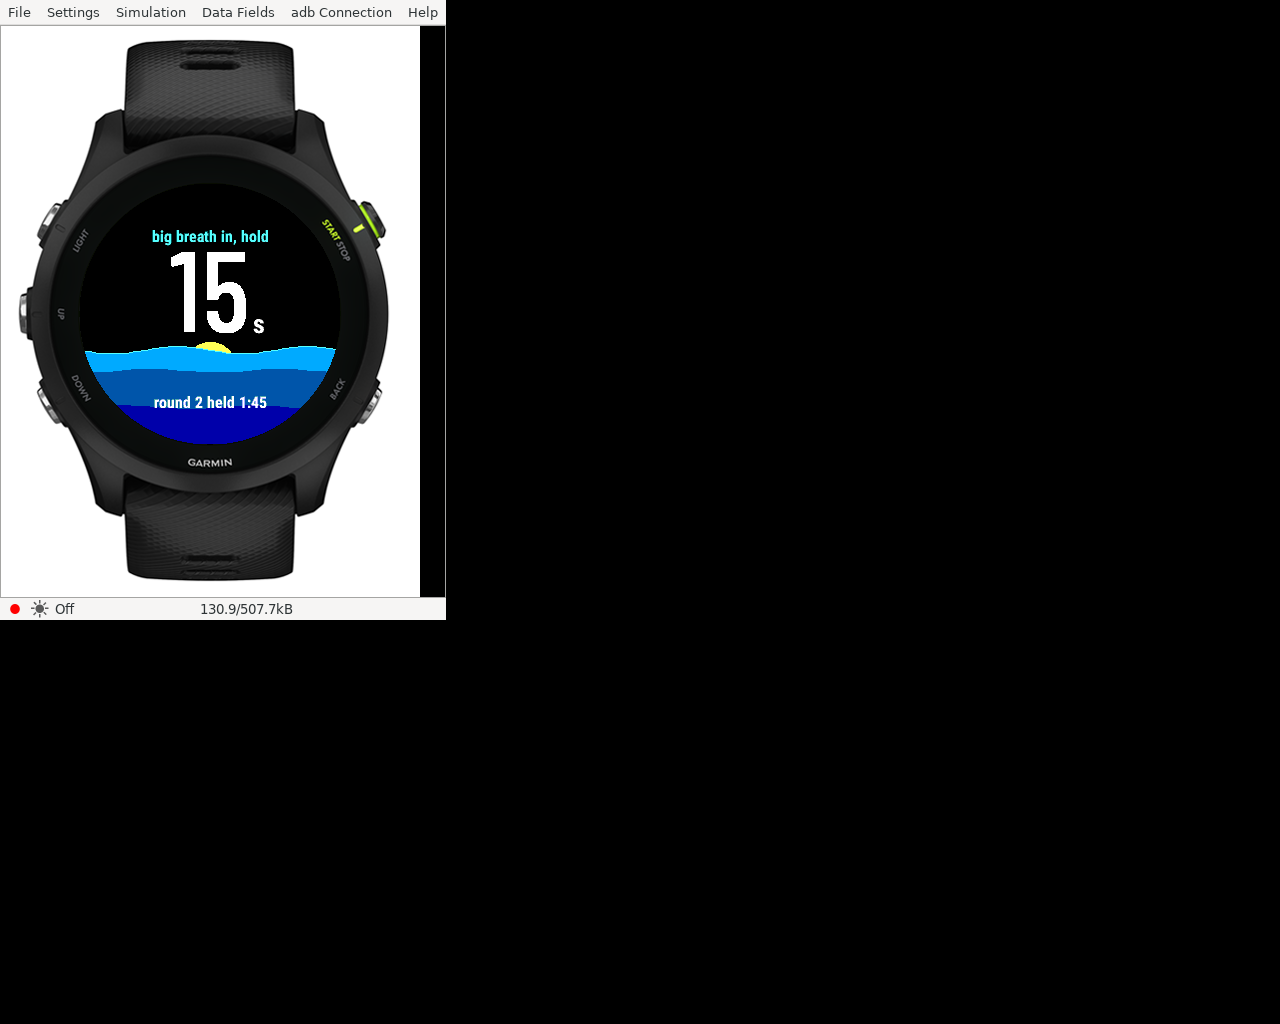 File Settings Simulation Data Fields adb Connection Help
LIGHT
START STOP
UP
DOWN
BACK
big breath in, hold
15 s
round 2 held 1:45
GARMIN
Off 130.9/507.7kB